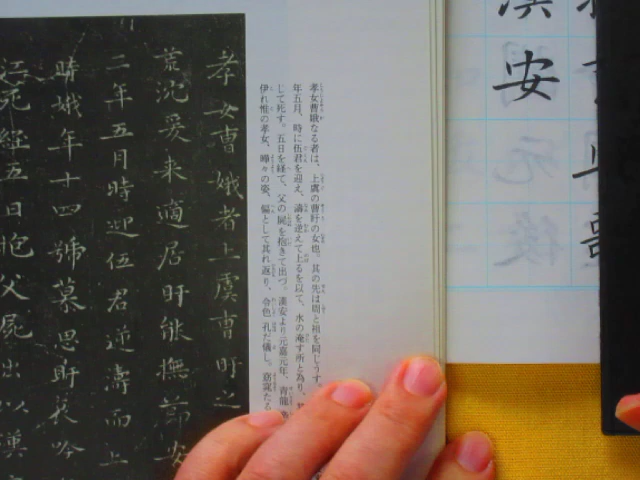 漢
安
孝女曹娥なる者は、上虞の曹盱の女也。其の先は周と祖を同じうす。
年五月、時に伍君を迎え、濤を逆えて上るを以て、水の淹す所と為り、
じて死す。五日を経て、父の屍を抱きて出づ。漢安より元嘉元年、青龍
伊れ惟の孝女、曄々の姿。偏として其れ返り、令色孔だ儀し。窈窕たる
孝女曹娥者上虞曹盱之
荒沉爰来適居盱能撫節安
二年五月時迎伍君逆濤而上
時娥年十四號慕思盱哀吟
江死經五日抱父屍出以漢